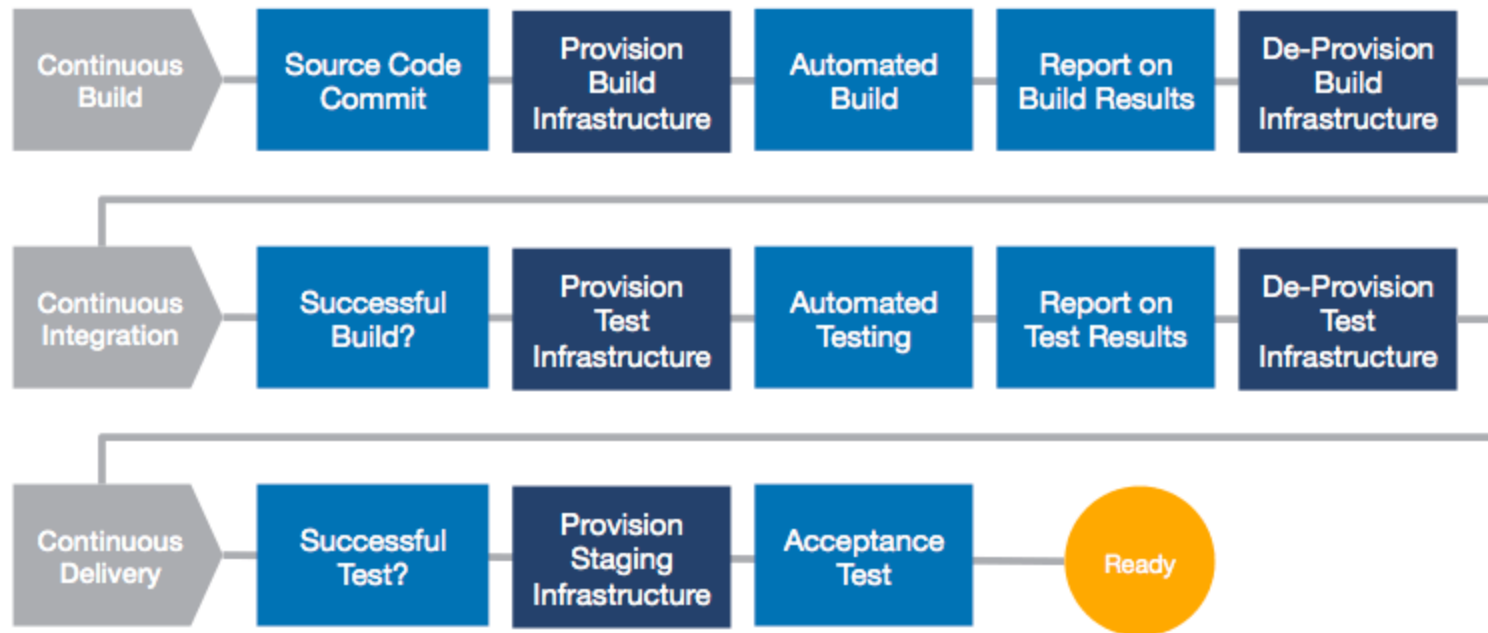 Continuous
Build
Source Code
Commit
Provision
Build
Infrastructure
Automated
Build
Report on
Build Results
De-Provision
Build
Infrastructure
Continuous
Integration
Successful
Build?
Provision
Test
Infrastructure
Automated
Testing
Report on
Test Results
De-Provision
Test
Infrastructure
Continuous
Delivery
Successful
Test?
Provision
Staging
Infrastructure
Acceptance
Test
Ready